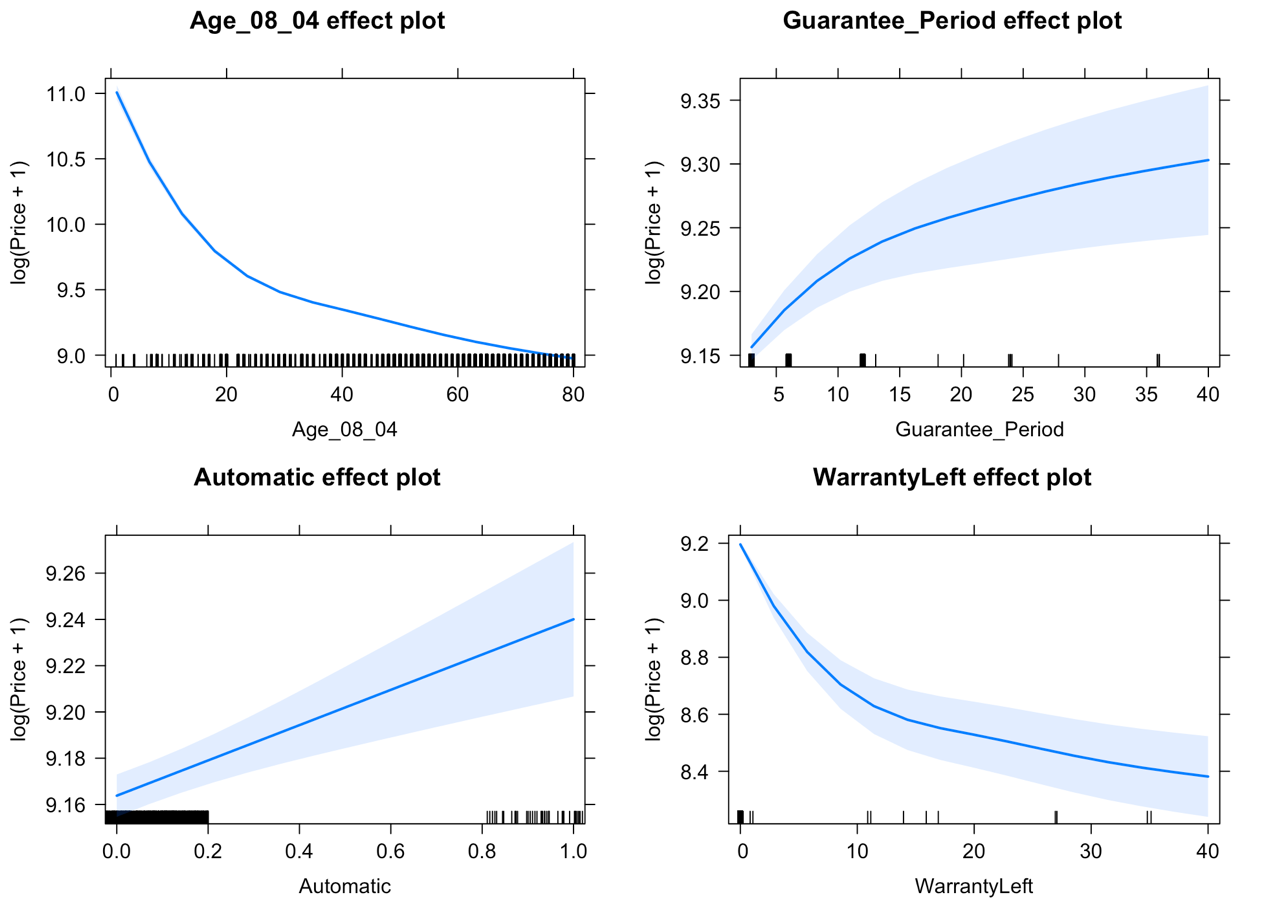 Age_08_04 effect plot
log(Price + 1)
11.0
10.5
10.0
9.5
9.0
0 20 40 60 80
Age_08_04
Guarantee_Period effect plot
log(Price + 1)
9.35
9.30
9.25
9.20
9.15
5 10 15 20 25 30 35 40
Guarantee_Period
Automatic effect plot
log(Price + 1)
9.26
9.24
9.22
9.20
9.18
9.16
0.0 0.2 0.4 0.6 0.8 1.0
Automatic
WarrantyLeft effect plot
log(Price + 1)
9.2
9.0
8.8
8.6
8.4
0 10 20 30 40
WarrantyLeft